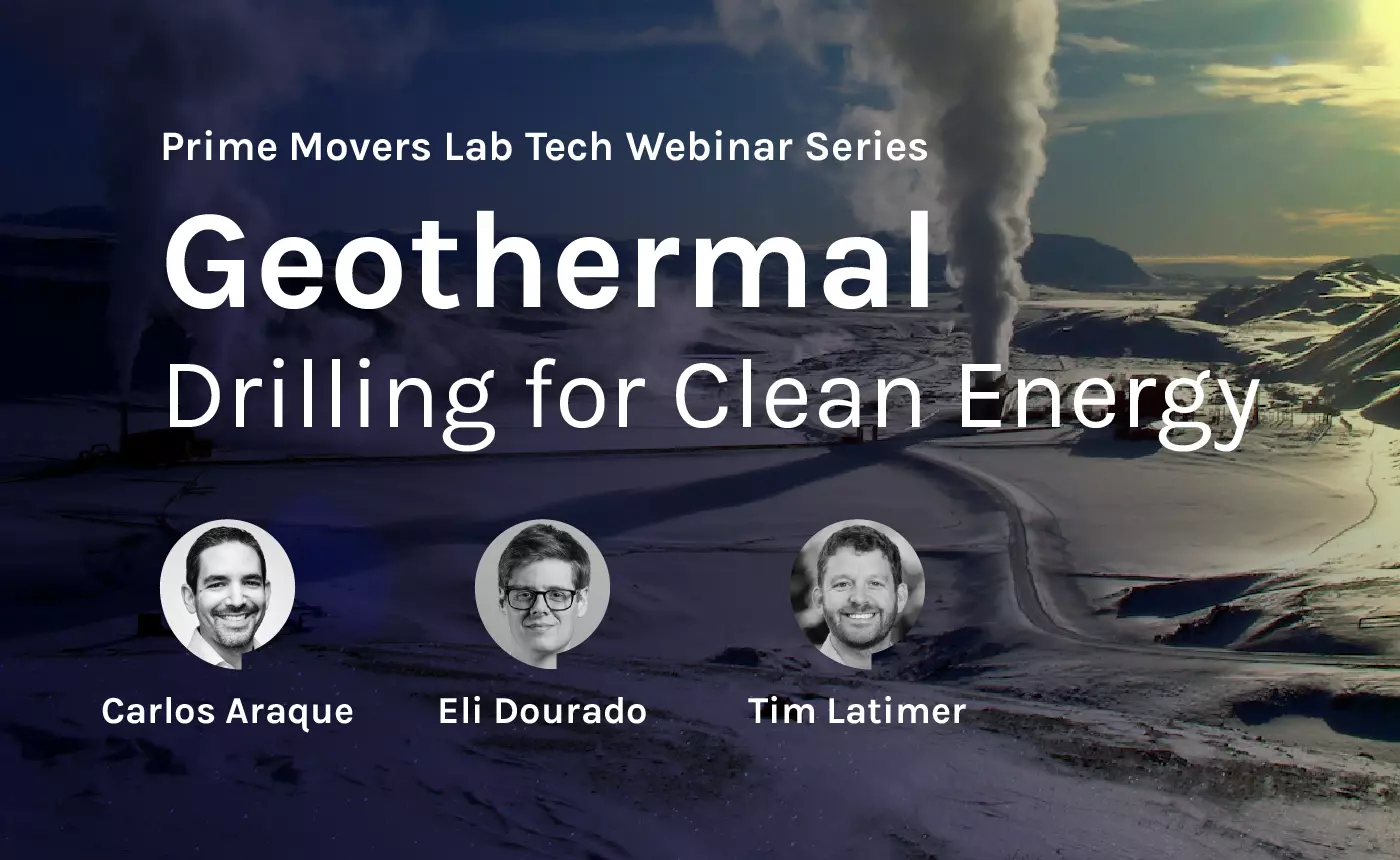 Prime Movers Lab Tech Webinar Series
Geothermal
Drilling for Clean Energy
Carlos Araque
Eli Dourado
Tim Latimer